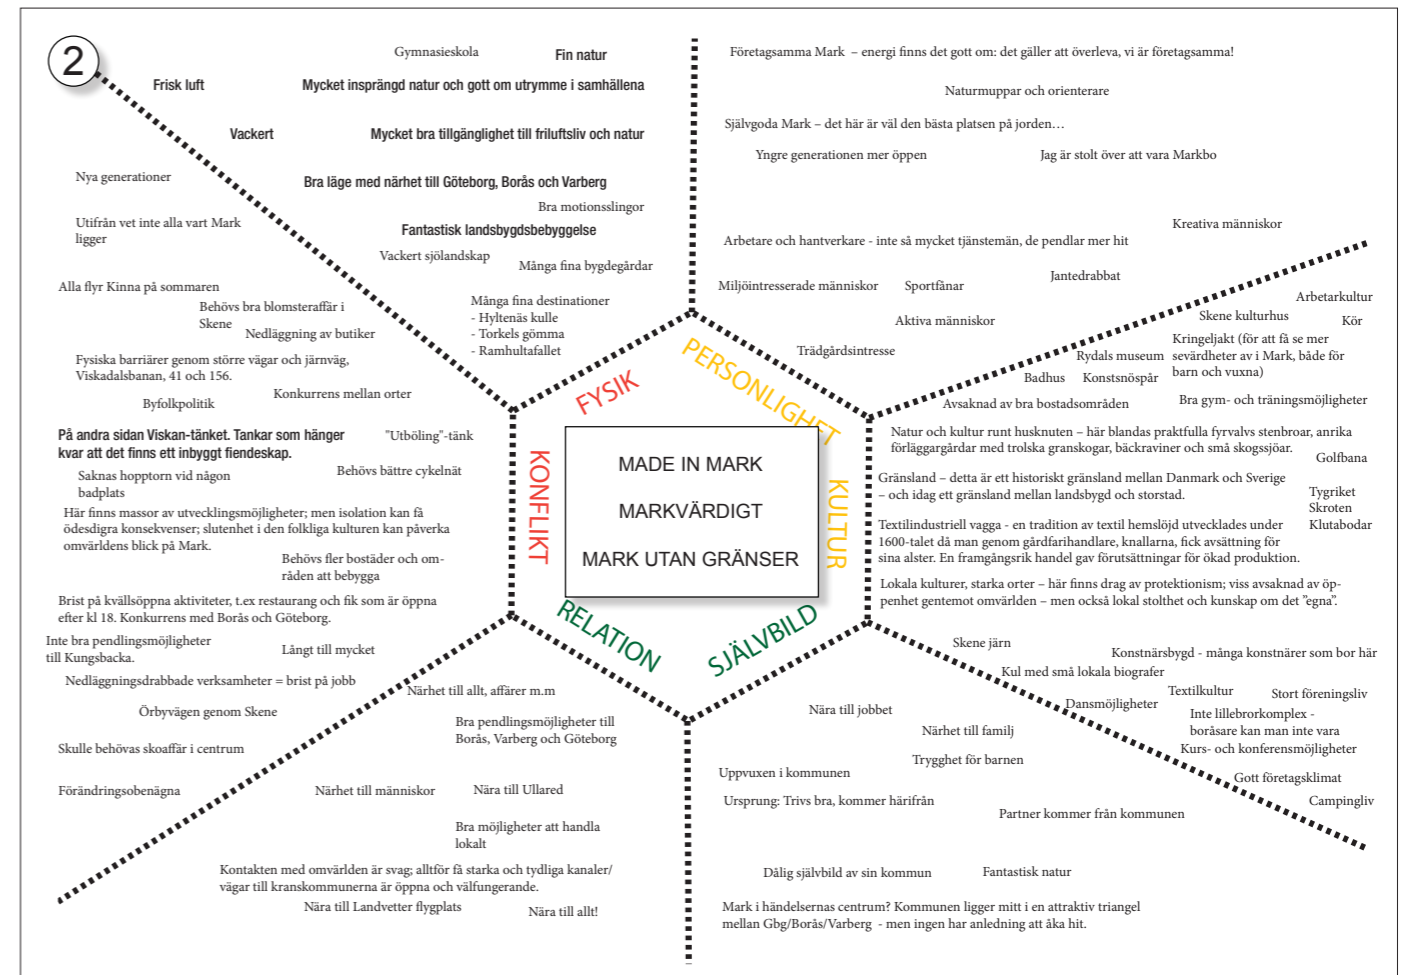 2
Gymnasieskola
Fin natur
Frisk luft
Mycket insprängd natur och gott om utrymme i samhällena
Vackert
Mycket bra tillgänglighet till friluftsliv och natur
Bra läge med närhet till Göteborg, Borås och Varberg
Bra motionsslingor
Fantastisk landsbygdsbebyggelse
Vackert sjölandskap
Många fina bygdegårdar
Många fina destinationer
- Hyltenäs kulle
- Torkels gömma
- Ramhultafallet
Företagsamma Mark – energi finns det gott om: det gäller att överleva, vi är företagsamma!
Naturmuppar och orienterare
Självgoda Mark – det här är väl den bästa platsen på jorden…
Yngre generationen mer öppen
Jag är stolt över att vara Markbo
Kreativa människor
Arbetare och hantverkare - inte så mycket tjänstemän, de pendlar mer hit
Jantedrabbat
Miljöintresserade människor
Sportfånar
Aktiva människor
Trädgårdsintresse
Nya generationer
Utifrån vet inte alla vart Mark
ligger
Alla flyr Kinna på sommaren
Behövs bra blomsteraffär i
Skene
Nedläggning av butiker
Fysiska barriärer genom större vägar och järnväg,
Viskadalsbanan, 41 och 156.
Konkurrens mellan orter
Byfolkpolitik
På andra sidan Viskan-tänket. Tankar som hänger
kvar att det finns ett inbyggt fiendeskap.
"Utböling"-tänk
Saknas hopptorn vid någon
badplats
Behövs bättre cykelnät
Här finns massor av utvecklingsmöjligheter; men isolation kan få
ödesdigra konsekvenser; slutenhet i den folkliga kulturen kan påverka
omvärldens blick på Mark.
Behövs fler bostäder och om-
råden att bebygga
Brist på kvällsöppna aktiviteter, t.ex restaurang och fik som är öppna
efter kl 18. Konkurrens med Borås och Göteborg.
Inte bra pendlingsmöjligheter
till Kungsbacka.
Långt till mycket
Nedläggningsdrabbade verksamheter = brist på jobb
Örbyvägen genom Skene
Skulle behövas skoaffär i centrum
Förändringsobenägna
FYSIK
PERSONLIGHET
KONFLIKT
KULTUR
RELATION
SJÄLVBILD
MADE IN MARK
MARKVÄRDIGT
MARK UTAN GRÄNSER
Arbetarkultur
Skene kulturhus
Kör
Kringeljakt (för att få se mer
sevärdheter av i Mark, både för
barn och vuxna)
Rydals museum
Badhus
Konstsnöspår
Avsaknad av bra bostadsområden
Bra gym- och träningsmöjligheter
Natur och kultur runt husknuten – här blandas praktfulla fyrvalvs stenbroar, anrika
förläggargårdar med trolska granskogar, bäckraviner och små skogssjöar.
Golfbana
Gränsland – detta är ett historiskt gränsland mellan Danmark och Sverige
– och idag ett gränsland mellan landsbygd och storstad.
Tygriket
Skroten
Klutabodar
Textilindustriell vagga - en tradition av textil hemslöjd utvecklades under
1600-talet då man genom gårdfarihandlare, knallarna, fick avsättning för
sina alster. En framgångsrik handel gav förutsättningar för ökad produktion.
Lokala kulturer, starka orter – här finns drag av protektionism; viss avsaknad av öp-
penhet gentemot omvärlden – men också lokal stolthet och kunskap om det ”egna”.
Skene järn
Konstnärsbygd - många konstnärer som bor här
Kul med små lokala biografer
Textilkultur
Stort föreningsliv
Dansmöjligheter
Inte lillebrorkomplex -
boråsare kan man inte vara
Kurs- och konferensmöjligheter
Gott företagsklimat
Campingliv
Närhet till allt, affärer m.m
Bra pendlingsmöjligheter till
Borås, Varberg och Göteborg
Närhet till människor
Nära till Ullared
Bra möjligheter att handla
lokalt
Kontakten med omvärlden är svag; alltför få starka och tydliga kanaler/
vägar till kranskommunerna är öppna och välfungerande.
Nära till Landvetter flygplats
Nära till allt!
Nära till jobbet
Närhet till familj
Trygghet för barnen
Uppvuxen i kommunen
Ursprung: Trivs bra, kommer härifrån
Partner kommer från kommunen
Dålig självbild av sin kommun
Fantastisk natur
Mark i händelsernas centrum? Kommunen ligger mitt i en attraktiv triangel
mellan Gbg/Borås/Varberg - men ingen har anledning att åka hit.